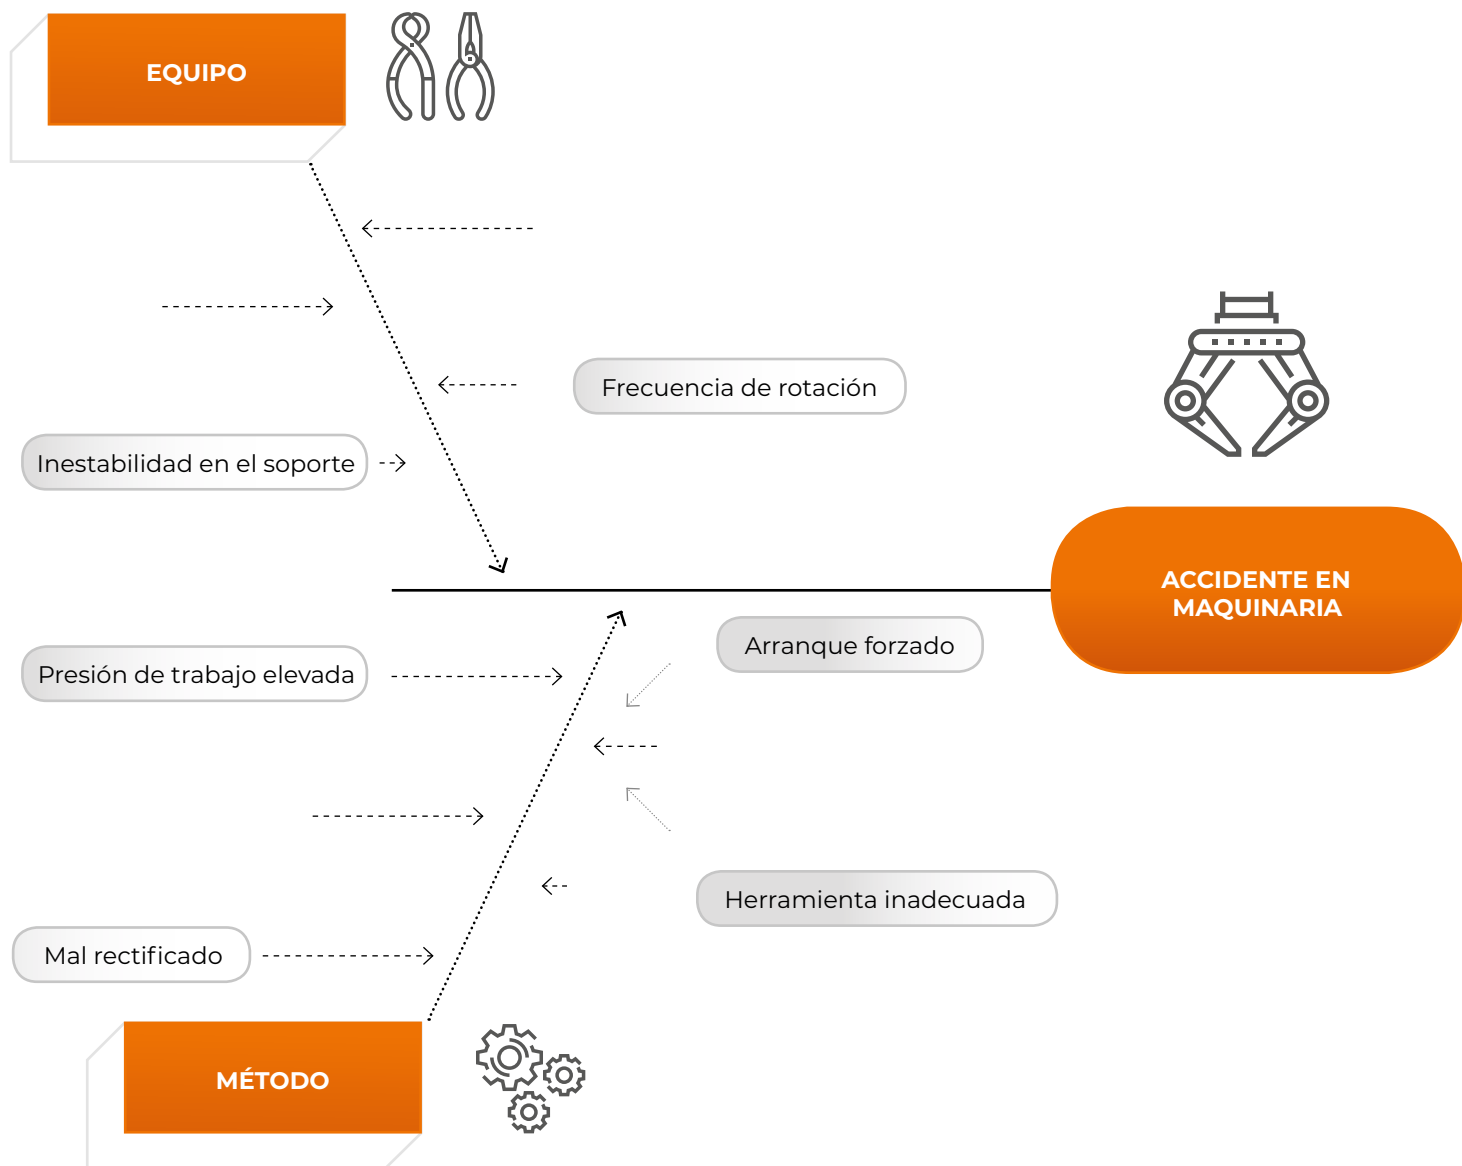 EQUIPO
Frecuencia de rotación
Inestabilidad en el soporte
ACCIDENTE EN
MAQUINARIA
Arranque forzado
Presión de trabajo elevada
Herramienta inadecuada
Mal rectificado
MÉTODO